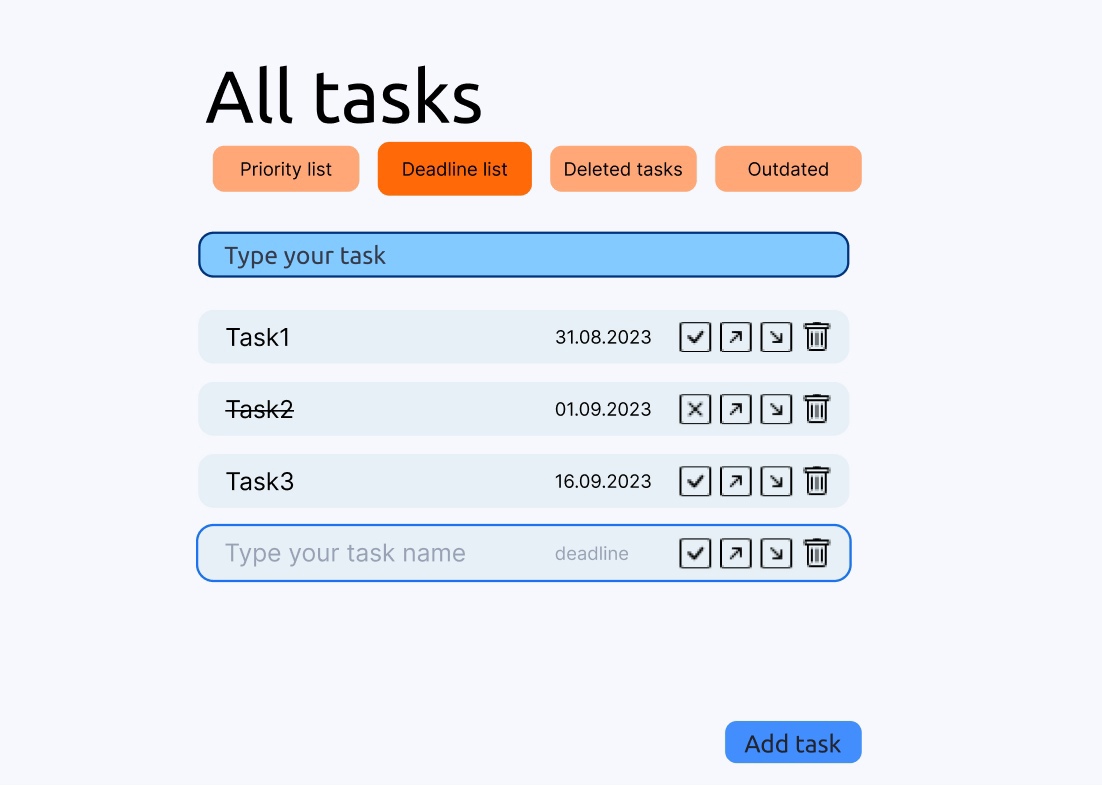 All tasks
Priority list Deadline list Deleted tasks Outdated
Type your task
Task1 31.08.2023
Task2 01.09.2023
Task3 16.09.2023
Type your task name deadline
Add task